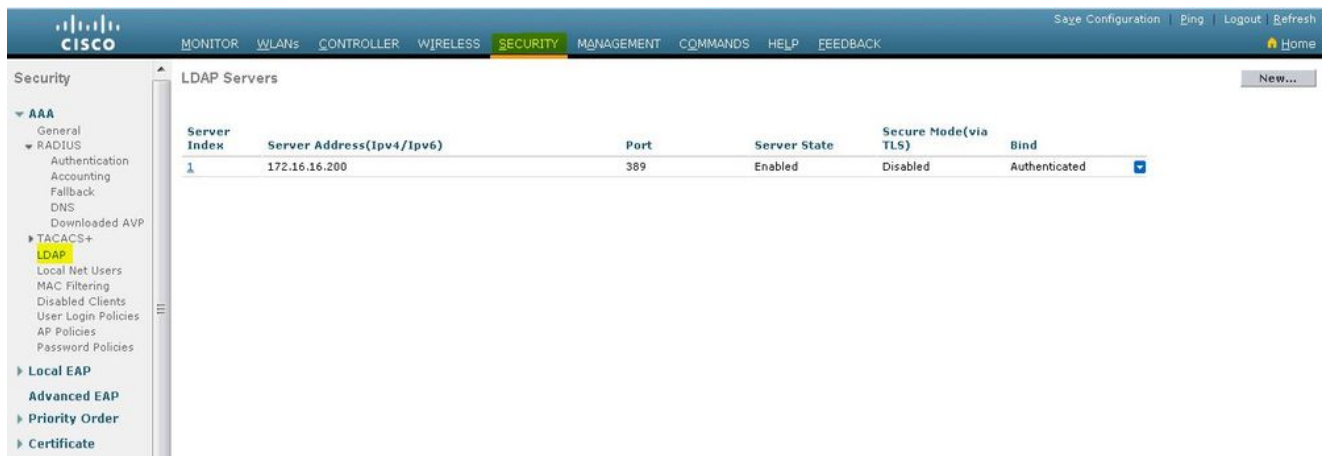 Save Configuration | Ping | Logout | Refresh
CISCO
MONITOR WLANs CONTROLLER WIRELESS SECURITY MANAGEMENT COMMANDS HELP FEEDBACK
Home
Security
LDAP Servers
New...
AAA
General
RADIUS
Authentication
Accounting
Fallback
DNS
Downloaded AVP
TACACS+
LDAP
Local Net Users
MAC Filtering
Disabled Clients
User Login Policies
AP Policies
Password Policies
Local EAP
Advanced EAP
Priority Order
Certificate
Server Index Server Address(Ipv4/Ipv6) Port Server State Secure Mode(via TLS) Bind
1 172.16.16.200 389 Enabled Disabled Authenticated